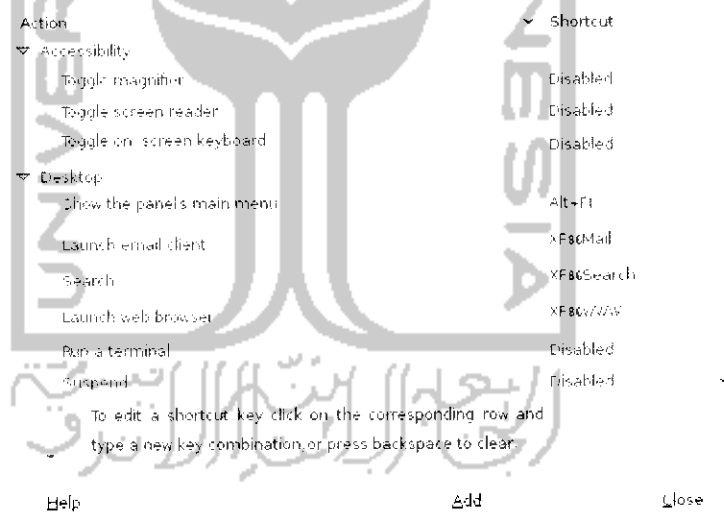 Action Shortcut
Accessibility
Toggle magnifier Disabled
Toggle screen reader Disabled
Toggle on screen keyboard Disabled
Desktop
Show the panel's main menu Alt+F1
Launch email client XF86Mail
Search XF86Search
Launch web browser XF86WWW
Run a terminal Disabled
Suspend Disabled
To edit a shortcut key click on the corresponding row and
type a new key combination, or press backspace to clear.
Help Add Close